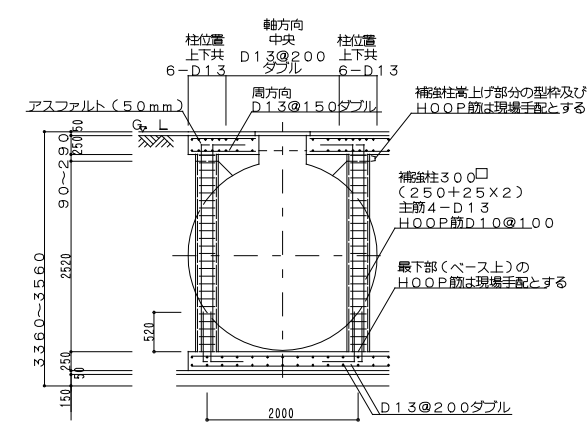 軸方向
中央
D13@200
ダブル
柱位置
上下共
6-D13
柱位置
上下共
6-D13
周方向
D13@150ダブル
アスファルト(50mm)
G.L
補強柱嵩上げ部分の型枠及び
HOOP筋は現場手配とする
補強柱300□
(250+25×2)
主筋4-D13
HOOP筋D10@100
最下部(ベース上)の
HOOP筋は現場手配とする
50
250
90~290
2520
3360~3560
520
250
50
150
2000
D13@200ダブル